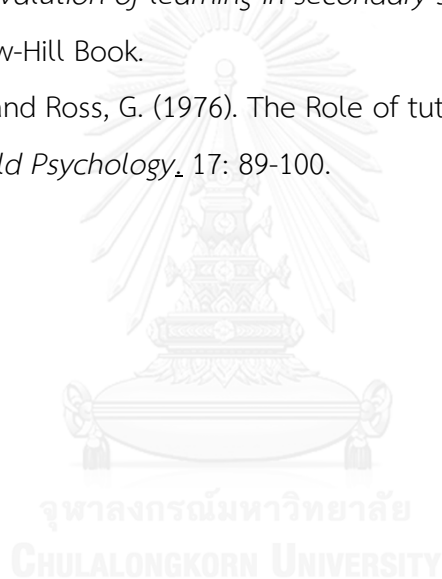 valuation of learning in secondary s
w-Hill Book.
and Ross, G. (1976). The Role of tut
ld Psychology. 17: 89-100.
จุฬาลงกรณ์มหาวิทยาลัย
CHULALONGKORN UNIVERSITY